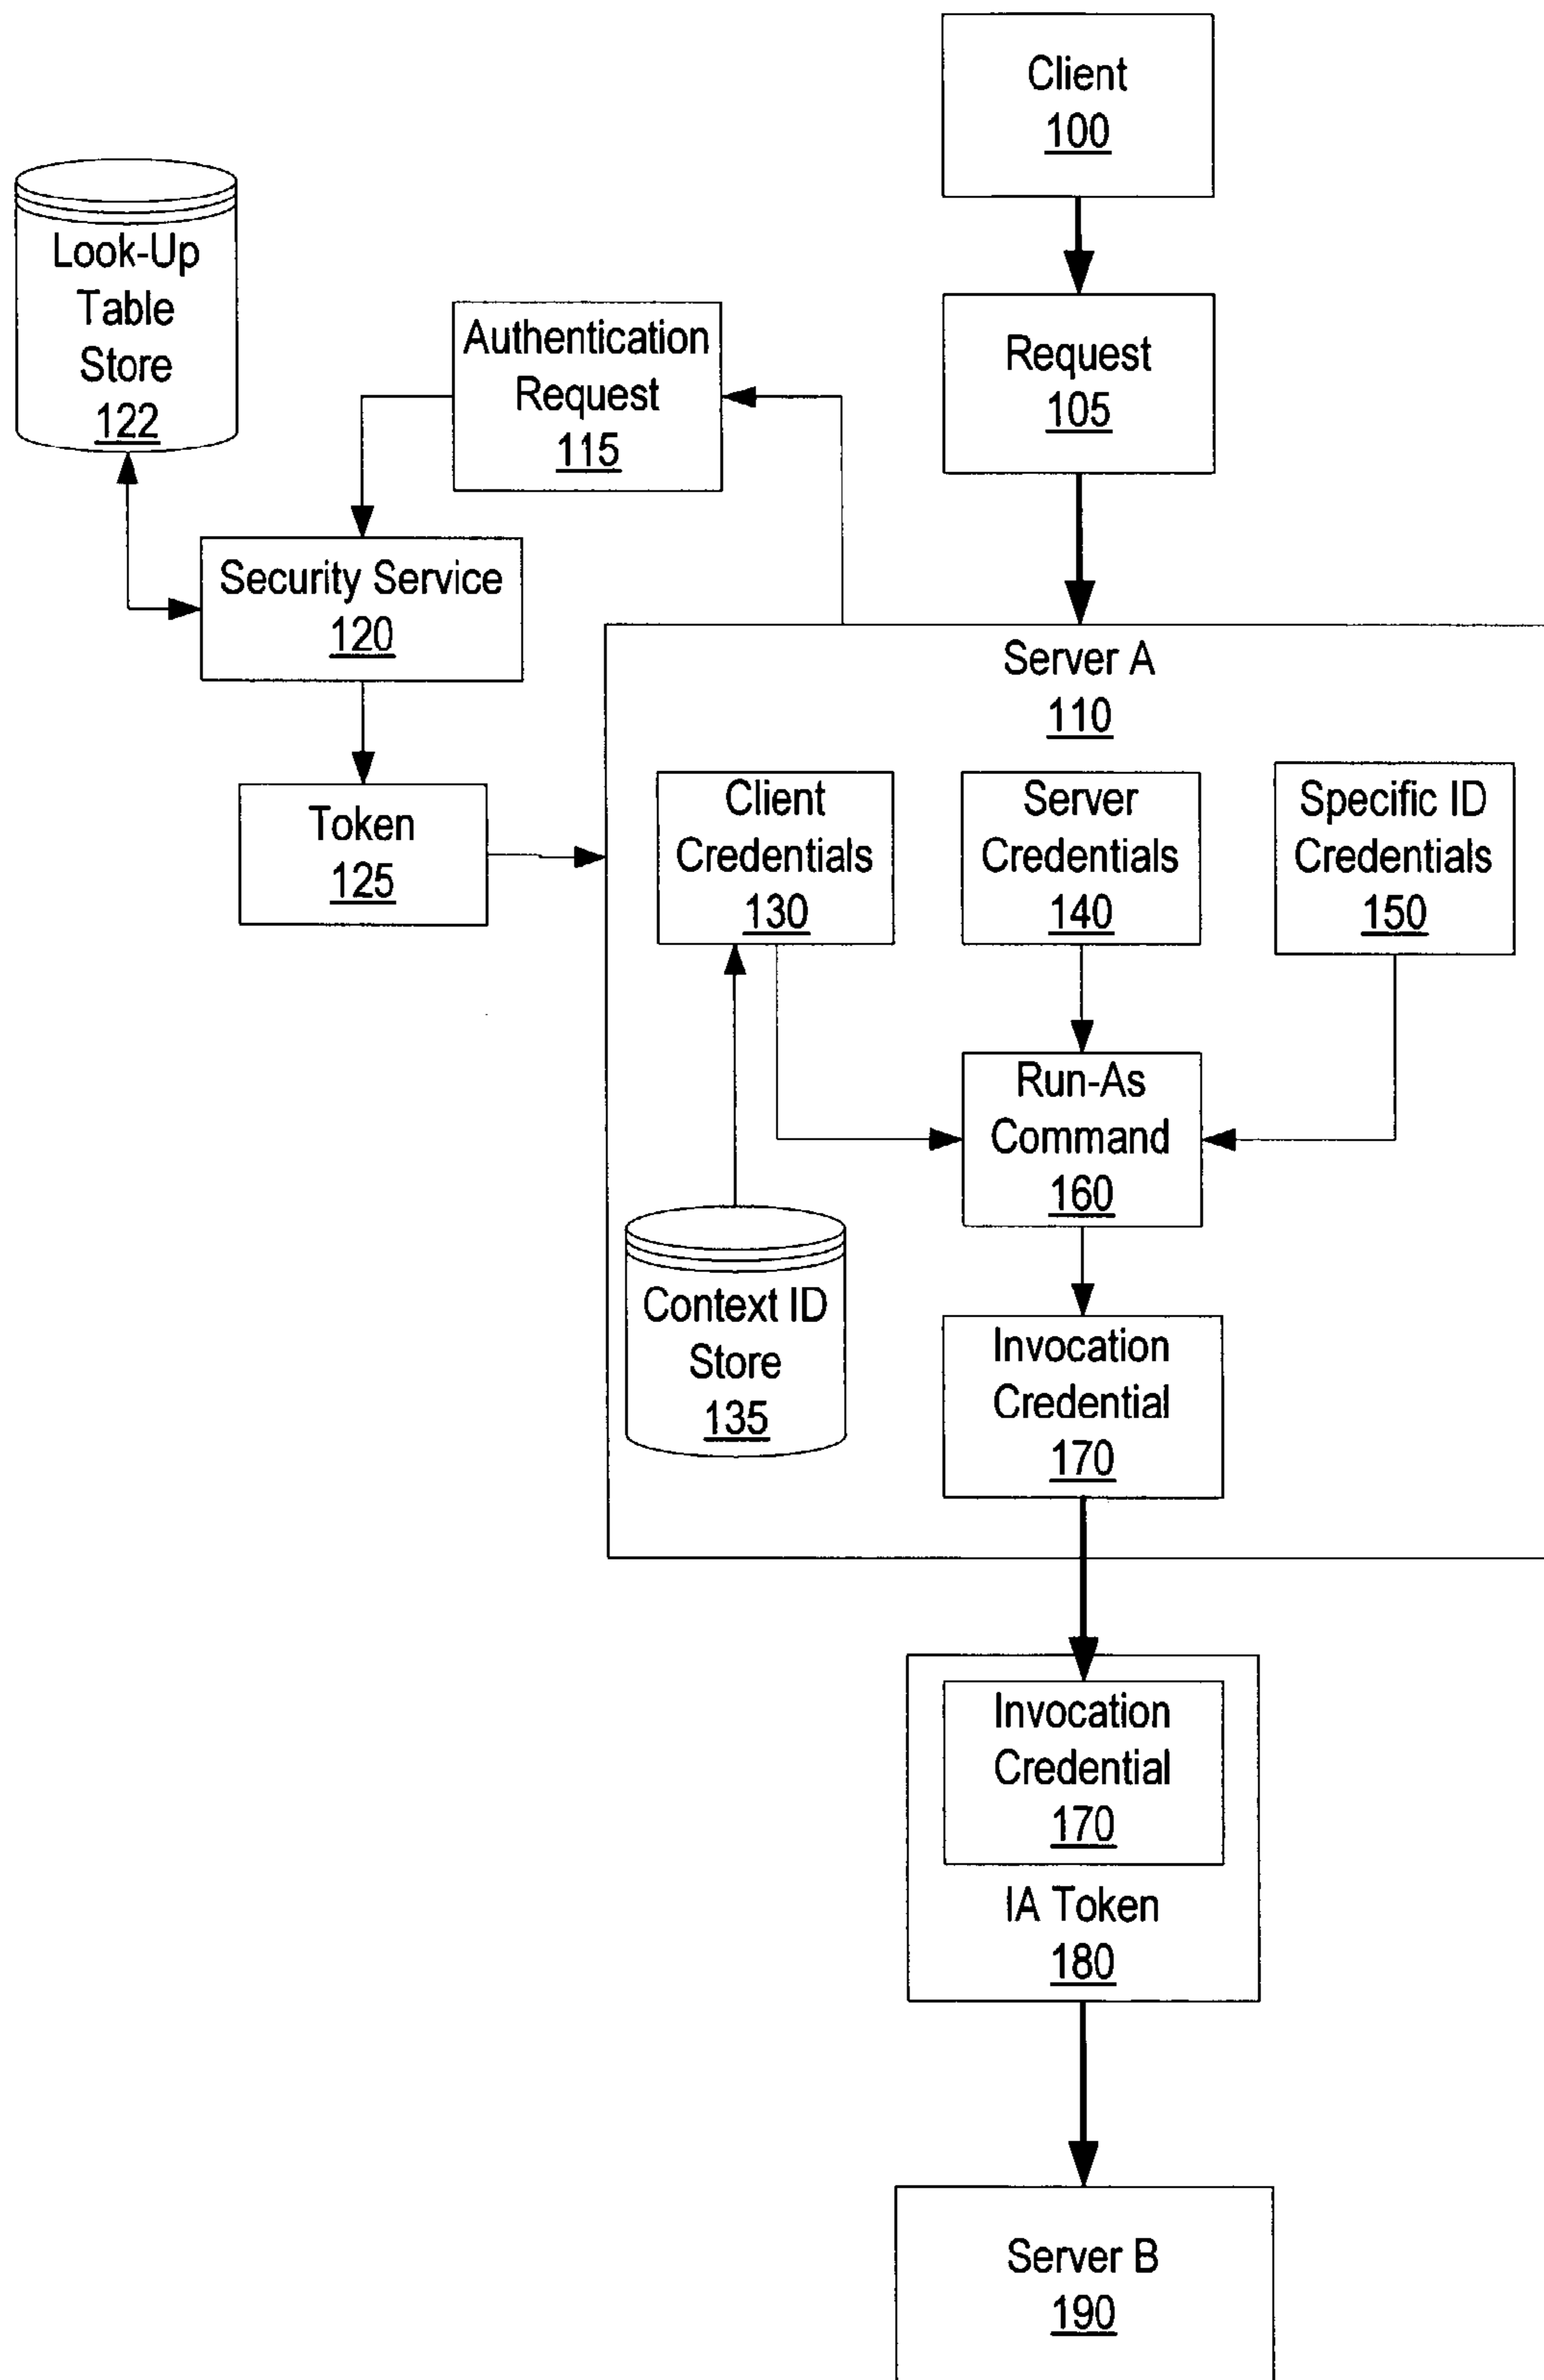 Client
100
Look-Up
Table
Store
122
Authentication
Request
115
Request
105
Security Service
120
Server A
110
Token
125
Client
Credentials
130
Server
Credentials
140
Specific ID
Credentials
150
Run-As
Command
160
Context ID
Store
135
Invocation
Credential
170
Invocation
Credential
170
IA Token
180
Server B
190